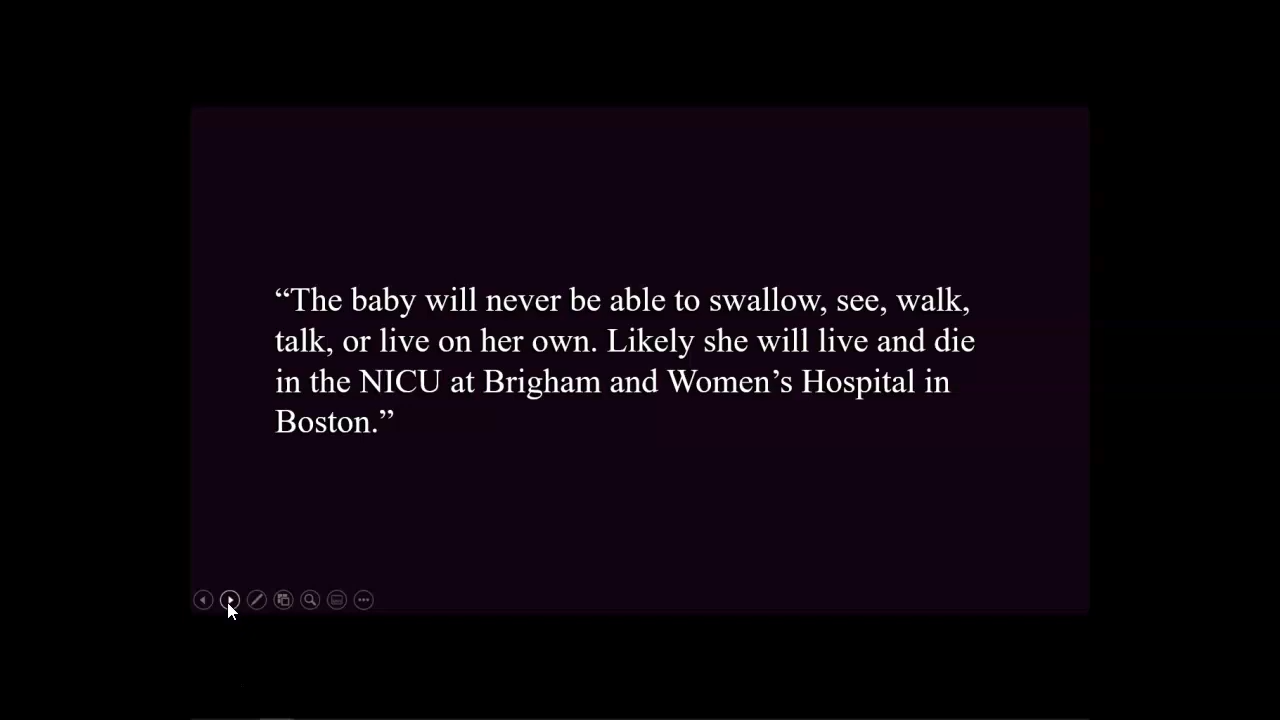 “The baby will never be able to swallow, see, walk,
talk, or live on her own. Likely she will live and die
in the NICU at Brigham and Women’s Hospital in
Boston.”